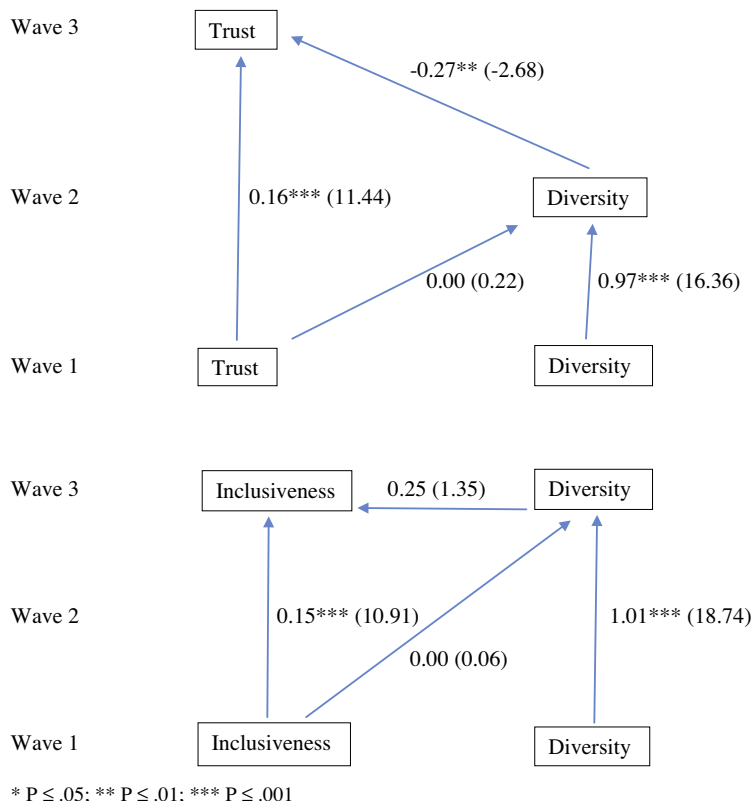 Wave 3
Trust
-0.27** (-2.68)
Wave 2
0.16*** (11.44)
Diversity
0.00 (0.22)
0.97*** (16.36)
Wave 1
Trust
Diversity
Wave 3
Inclusiveness
0.25 (1.35)
Diversity
Wave 2
0.15*** (10.91)
1.01*** (18.74)
0.00 (0.06)
Wave 1
Inclusiveness
Diversity
* P ≤ .05; ** P ≤ .01; *** P ≤ .001